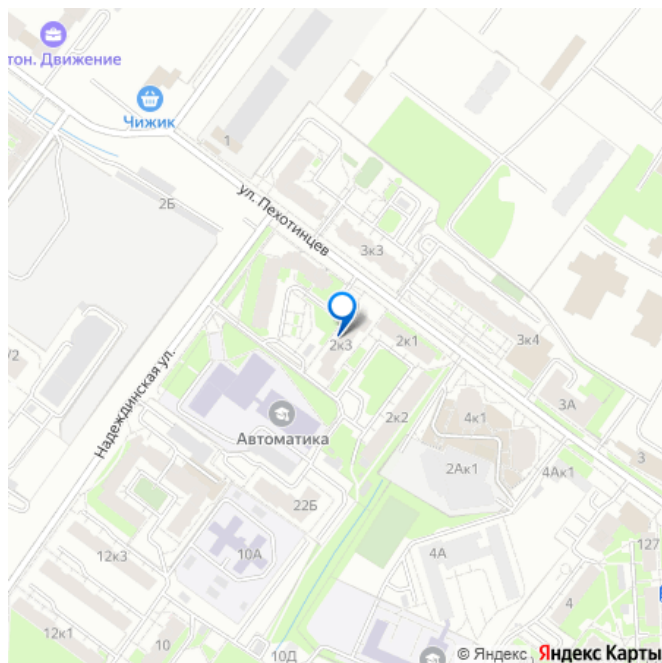 тон. Движение
Чижик
1
ул. Пехотинцев
2Б
3к3
2к3
2к1
3к4
/2
Надеждинская ул.
3А
2к2
4к1
Автоматика
2Ак1
4Ак1
3
22Б
12к3
10А
4А
127
4
12к1
10
10Д
© Яндекс
Яндекс Карты